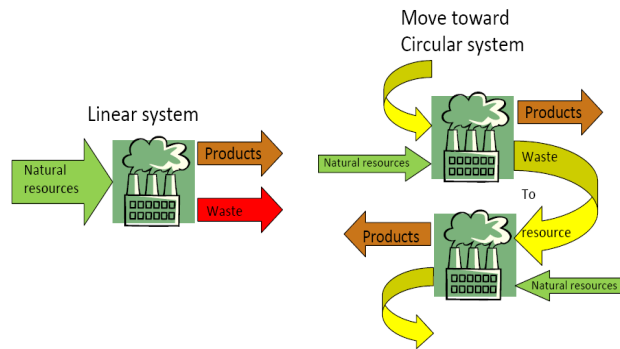 Move toward
Circular system
Linear system
Natural
resources
Products
Waste
Products
Natural resources
Waste
To
resource
Products
Natural resources